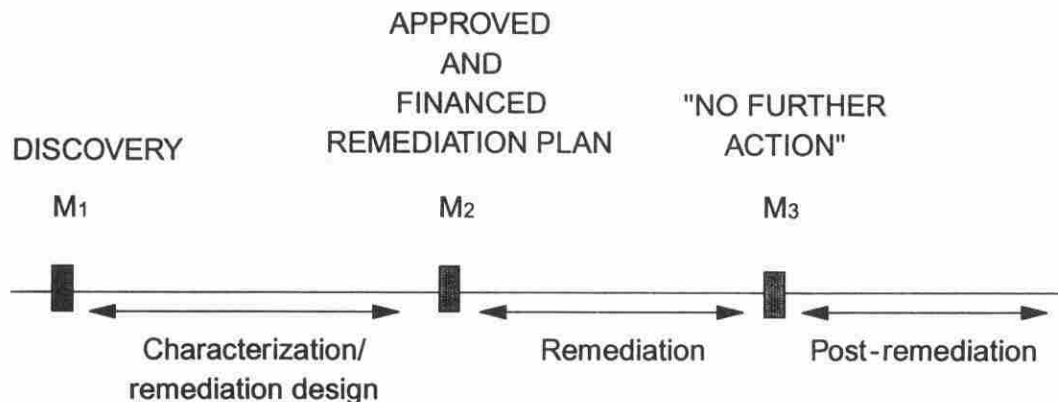 APPROVED
AND
FINANCED
REMEDIATION PLAN
"NO FURTHER
ACTION"
DISCOVERY
M1
M2
M3
Characterization/
remediation design
Remediation
Post-remediation